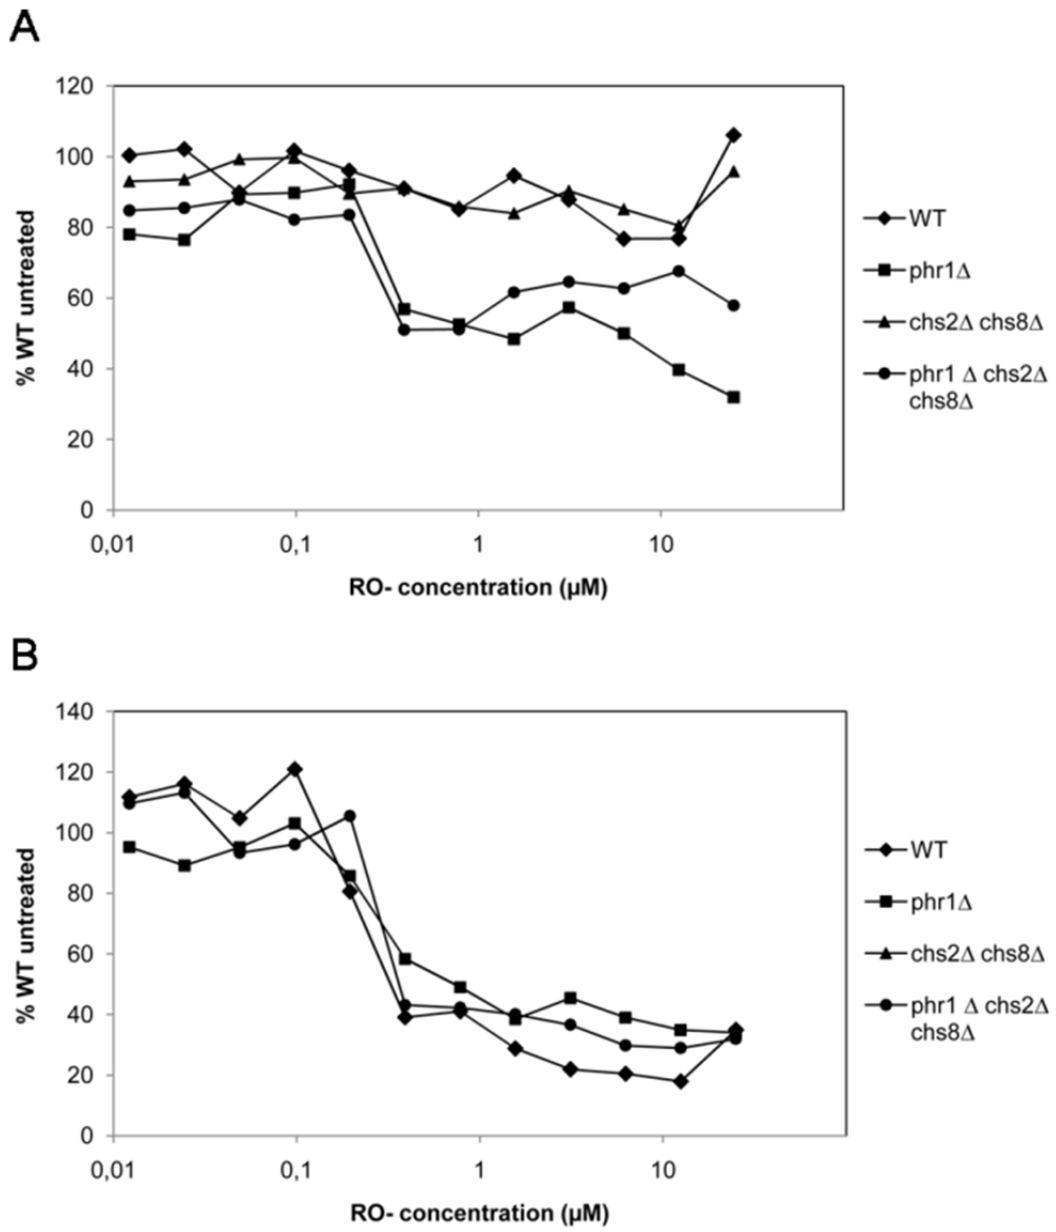 A
120
100
80
60
40
20
0
% WT untreated
0,01 0,1 1 10
RO- concentration (µM)
WT
phr1Δ
chs2Δ chs8Δ
phr1 Δ chs2Δ
chs8Δ
B
140
120
100
80
60
40
20
0
% WT untreated
0,01 0,1 1 10
RO- concentration (µM)
WT
phr1Δ
chs2Δ chs8Δ
phr1 Δ chs2Δ
chs8Δ